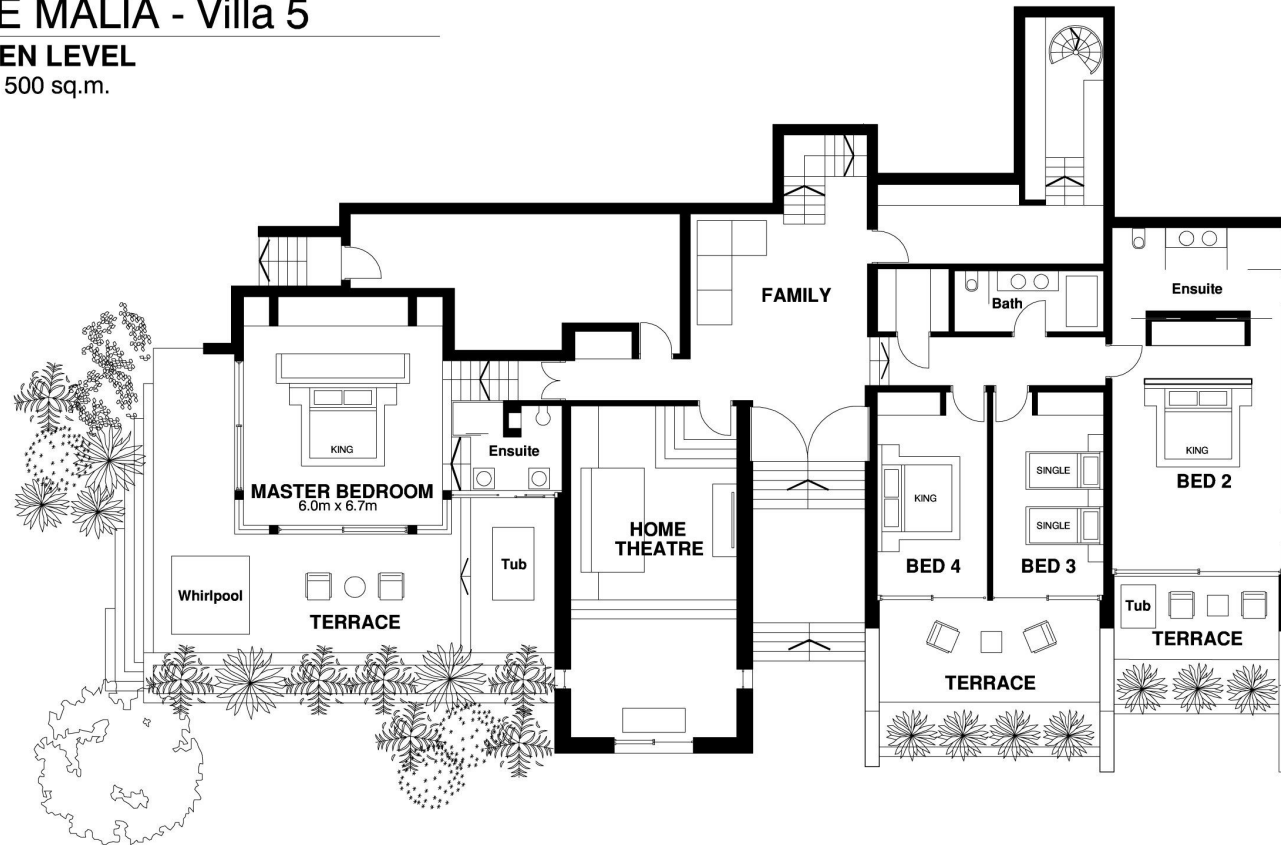 E MALIA - Villa 5
EN LEVEL
500 sq.m.
FAMILY
Bath
Ensuite
KING
MASTER BEDROOM
6.0m x 6.7m
Ensuite
HOME
THEATRE
Tub
Whirlpool
TERRACE
KING
BED 4
SINGLE
SINGLE
BED 3
TERRACE
KING
BED 2
Tub
TERRACE